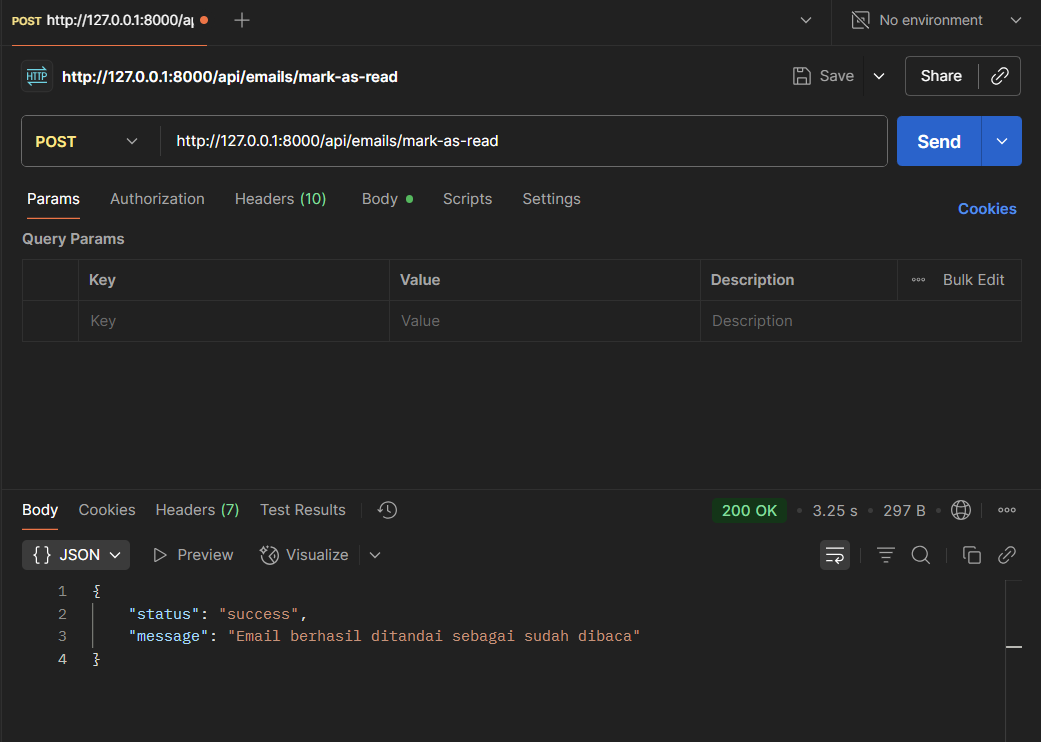 POST http://127.0.0.1:8000/a
No environment
HTTP http://127.0.0.1:8000/api/emails/mark-as-read
Save
Share
POST http://127.0.0.1:8000/api/emails/mark-as-read
Send
Params Authorization Headers (10) Body Scripts Settings
Cookies
Query Params
Key Value Description Bulk Edit
Key Value Description
Body Cookies Headers (7) Test Results
200 OK 3.25 s 297 B
{} JSON Preview Visualize
1 {
2 "status": "success",
3 "message": "Email berhasil ditandai sebagai sudah dibaca"
4 }